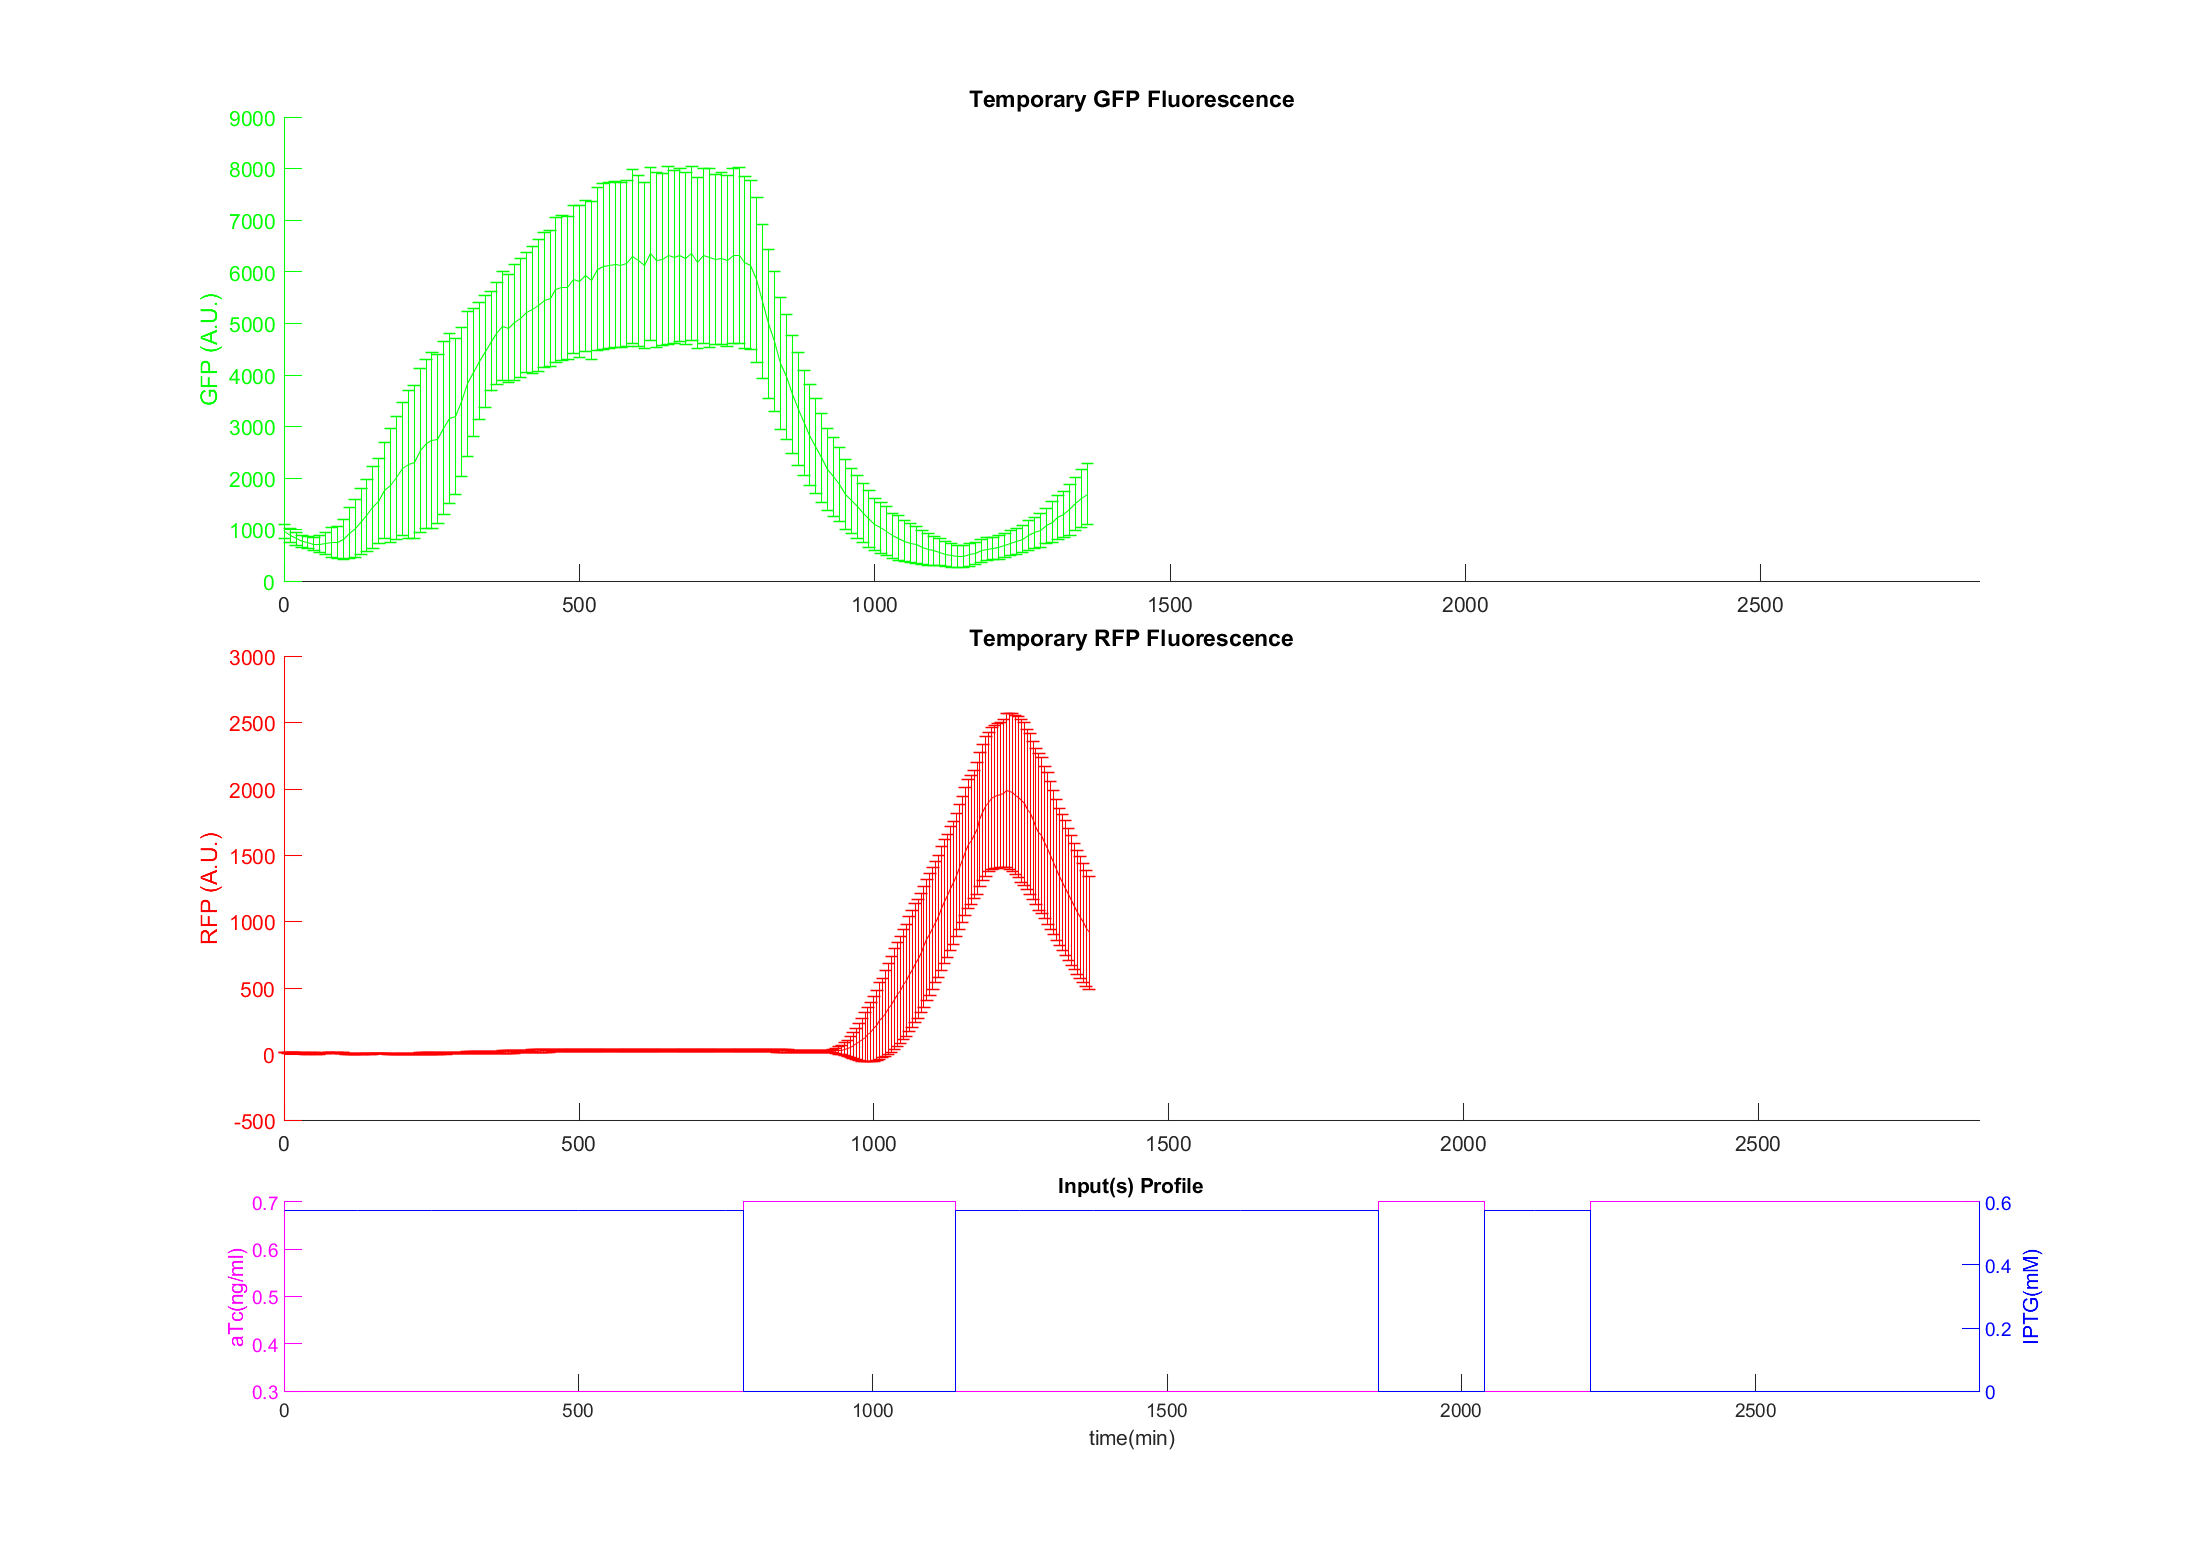 Temporary GFP Fluorescence
9000
8000
7000
6000
5000
4000
3000
2000
1000
0
GFP (A.U.)
0 500 1000 1500 2000 2500
Temporary RFP Fluorescence
3000
2500
2000
1500
1000
500
0
-500
RFP (A.U.)
0 500 1000 1500 2000 2500
Input(s) Profile
0.7
0.6
0.5
0.4
0.3
aTc(ng/ml)
0.6
0.4
0.2
0
IPTG(mM)
0 500 1000 1500 2000 2500
time(min)